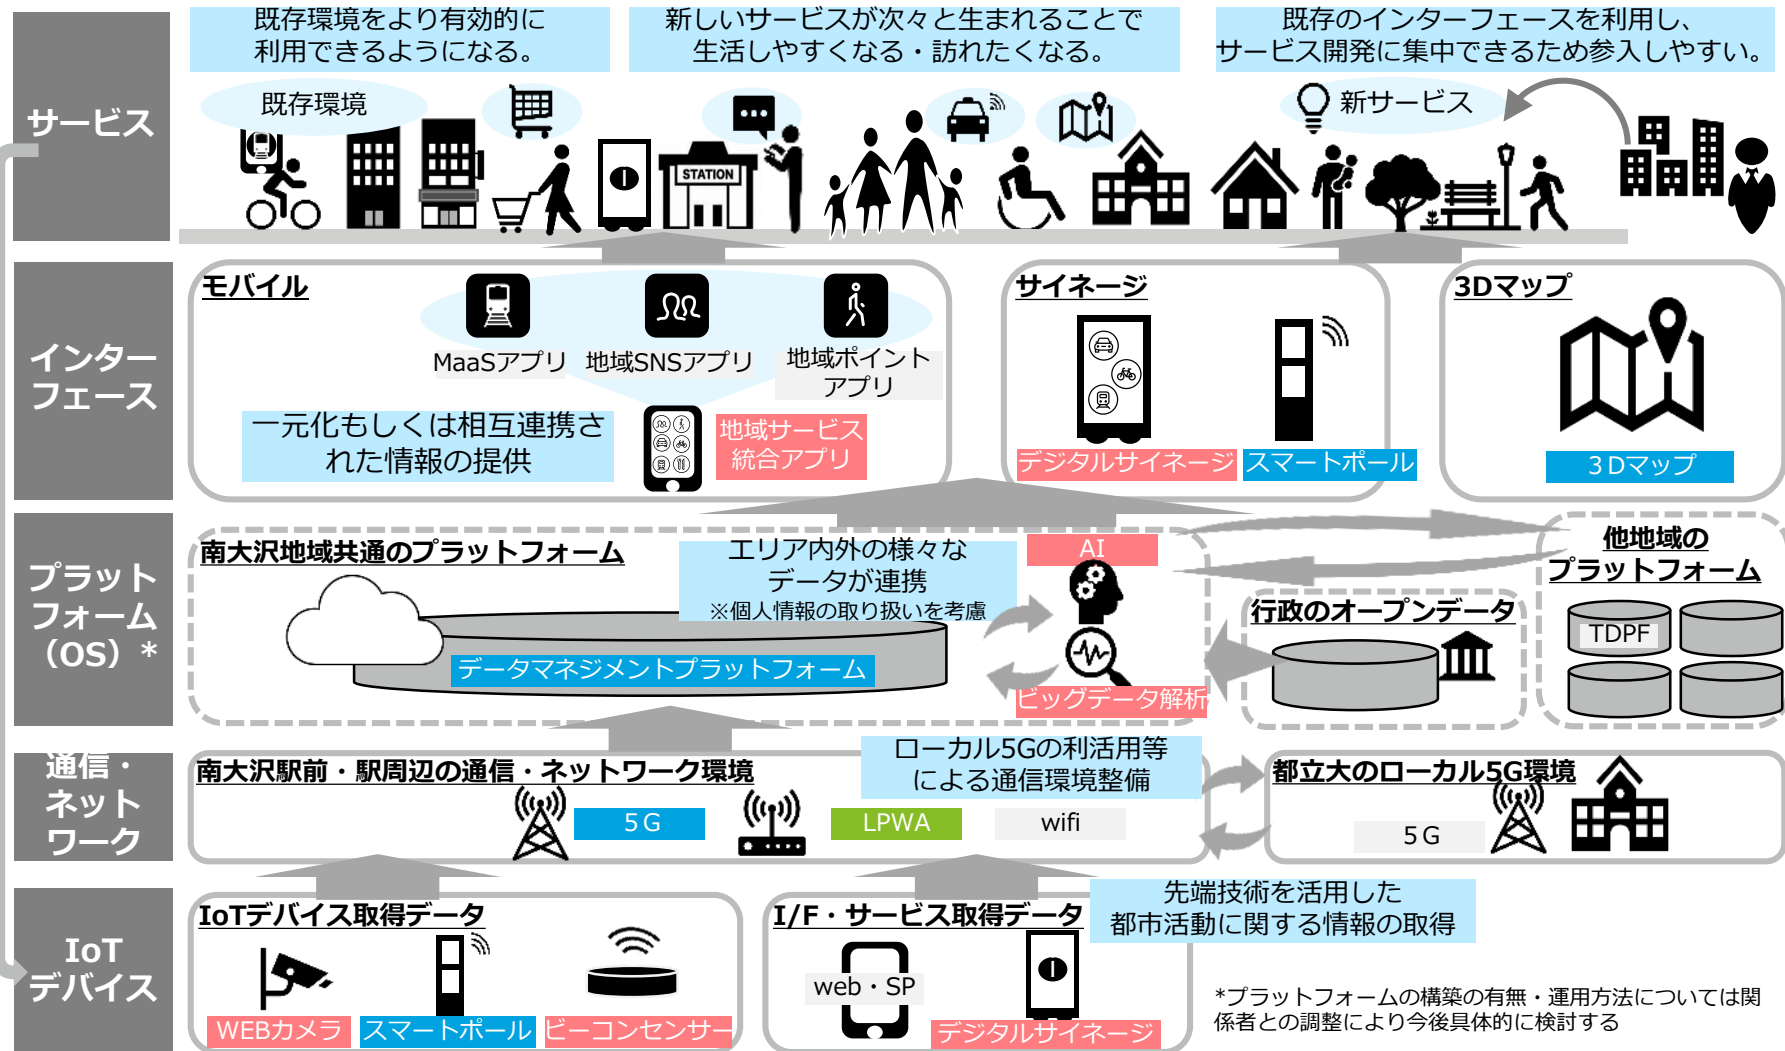 サービス
既存環境をより有効的に
利用できるようになる。
新しいサービスが次々と生まれることで
生活しやすくなる・訪れたくなる。
既存のインターフェースを利用し、
サービス開発に集中できるため参入しやすい。
既存環境
新サービス
STATION
インター
フェース
モバイル
MaaSアプリ
地域SNSアプリ
地域ポイント
アプリ
一元化もしくは相互連携さ
れた情報の提供
地域サービス
統合アプリ
サイネージ
デジタルサイネージ
スマートポール
3Dマップ
3Dマップ
プラット
フォーム
（OS）*
南大沢地域共通のプラットフォーム
エリア内外の様々な
データが連携
※個人情報の取り扱いを考慮
データマネジメントプラットフォーム
AI
ビッグデータ解析
行政のオープンデータ
他地域の
プラットフォーム
TDPF
通信・
ネット
ワーク
南大沢駅前・駅周辺の通信・ネットワーク環境
ローカル5Gの利活用等
による通信環境整備
5G
LPWA
wifi
都立大のローカル5G環境
5G
IoT
デバイス
IoTデバイス取得データ
WEBカメラ
スマートポール
ビーコンセンサー
I/F・サービス取得データ
web・SP
デジタルサイネージ
先端技術を活用した
都市活動に関する情報の取得
*プラットフォームの構築の有無・運用方法については関
係者との調整により今後具体的に検討する